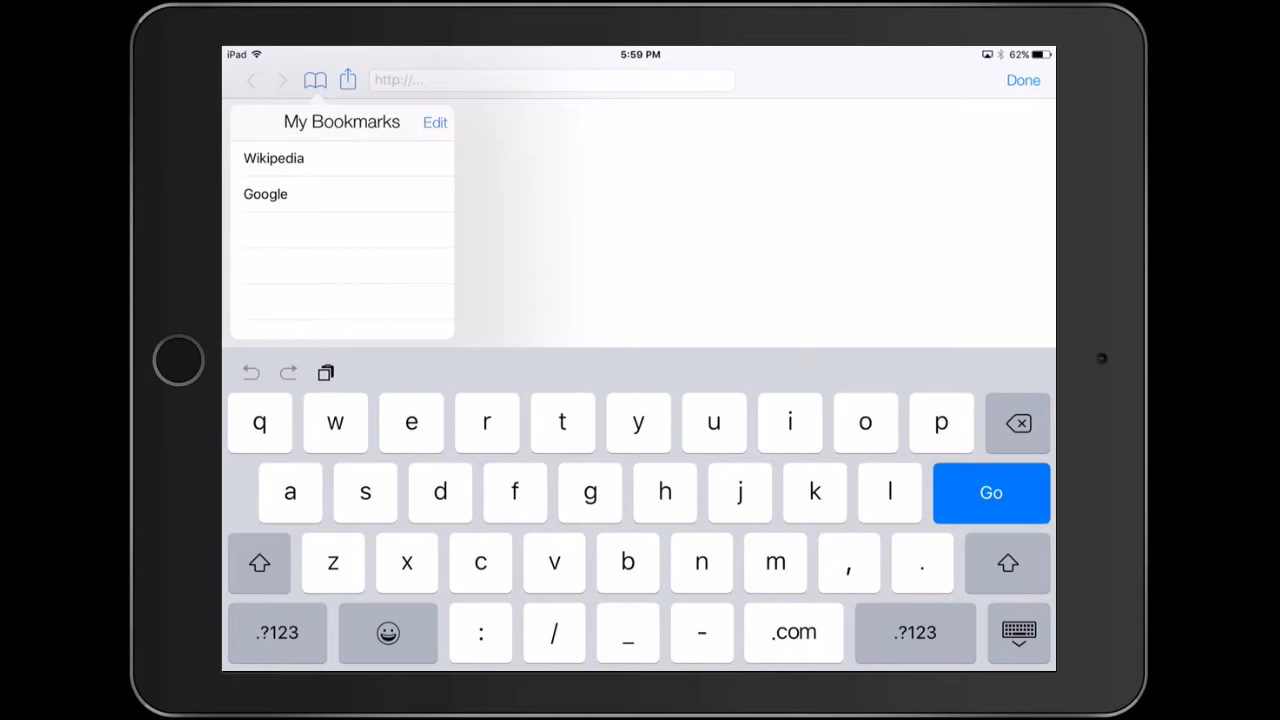 iPad 5:59 PM 62%
http://... Done
My Bookmarks Edit
Wikipedia
Google
q w e r t y u i o p
a s d f g h j k l Go
z x c v b n m , .
.?123 : / _ - .com .?123